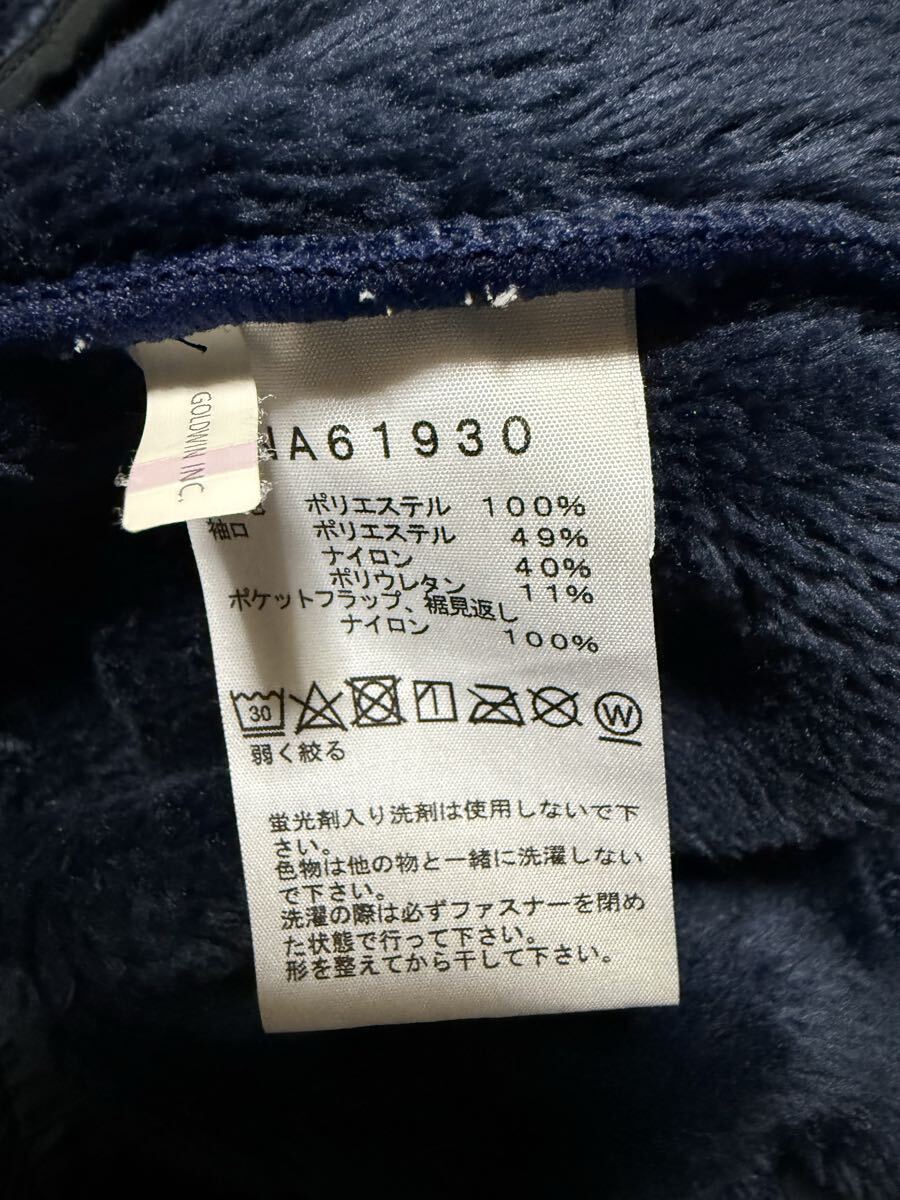 GOLDWIN INC.
A61930
ポリエステル 100%
袖口 ポリエステル 49%
ナイロン 40%
ポリウレタン 11%
ポケットフラップ、裾見返し
ナイロン 100%
30
W
弱く絞る
蛍光剤入り洗剤は使用しないで下
さい。
色物は他の物と一緒に洗濯しない
で下さい。
洗濯の際は必ずファスナーを閉め
た状態で行って下さい。
形を整えてから干して下さい。